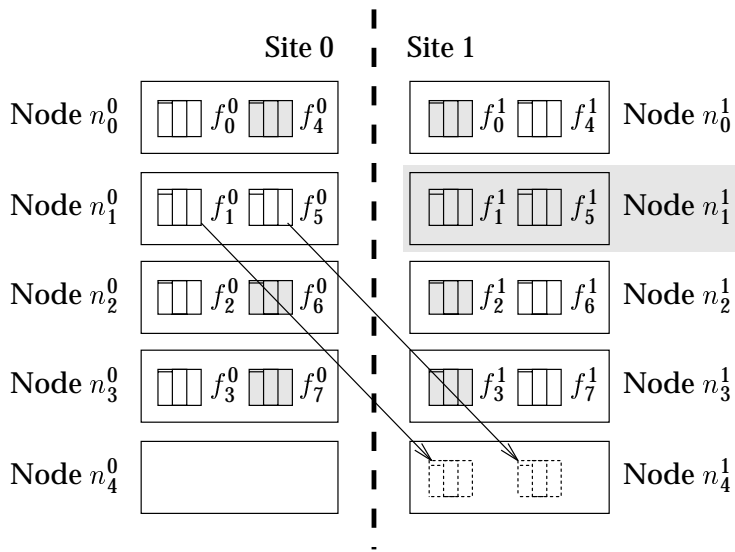 Site 0 Site 1
Node n_0^0 f_0^0 f_4^0 f_0^1 f_4^1 Node n_0^1
Node n_1^0 f_1^0 f_5^0 f_1^1 f_5^1 Node n_1^1
Node n_2^0 f_2^0 f_6^0 f_2^1 f_6^1 Node n_2^1
Node n_3^0 f_3^0 f_7^0 f_3^1 f_7^1 Node n_3^1
Node n_4^0 Node n_4^1